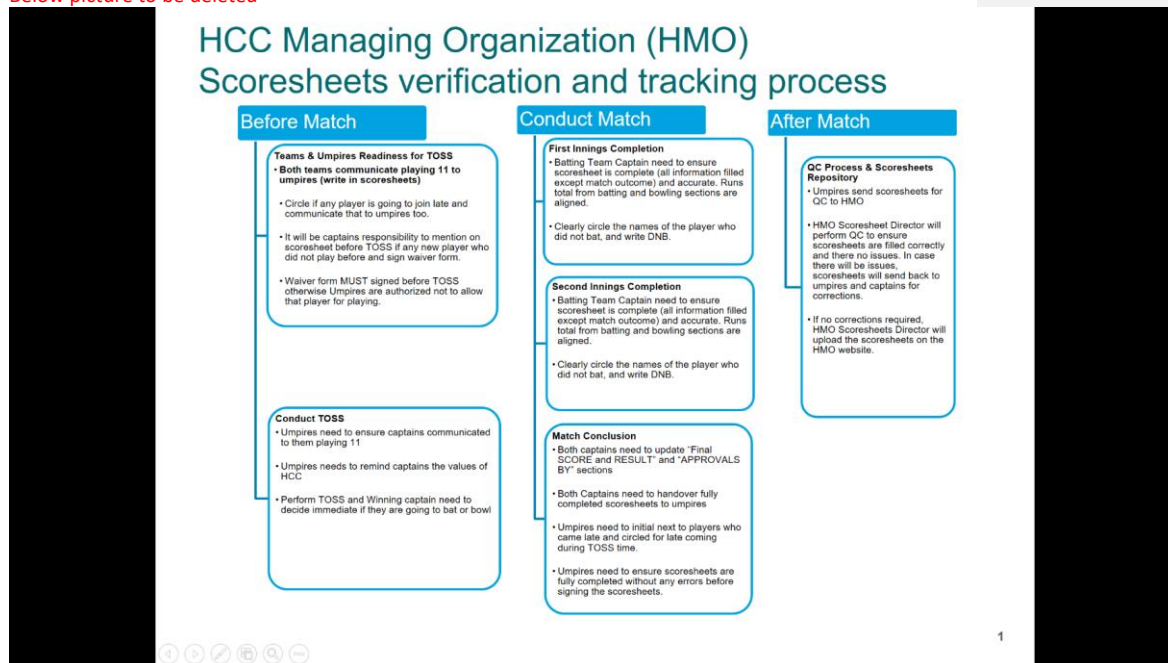 Below picture to be deleted
HCC Managing Organization (HMO)
Scoresheets verification and tracking process
Before Match
Teams & Umpires Readiness for TOSS
• Both teams communicate playing 11 to
umpires (write in scoresheets)
• Circle if any player is going to join late and
communicate that to umpires too.
• It will be captains responsibility to mention on
scoresheet before TOSS if any new player who
did not play before and sign waiver form.
• Waiver form MUST signed before TOSS
otherwise Umpires are authorized not to allow
that player for playing.
Conduct TOSS
• Umpires need to ensure captains communicated
to them playing 11
• Umpires needs to remind captains the values of
HCC
• Perform TOSS and Winning captain need to
decide immediate if they are going to bat or bowl
Conduct Match
First Innings Completion
• Batting Team Captain need to ensure
scoresheet is complete (all information filled
except match outcome) and accurate. Runs
total from batting and bowling sections are
aligned.
• Clearly circle the names of the player who
did not bat, and write DNB.
Second Innings Completion
• Batting Team Captain need to ensure
scoresheet is complete (all information filled
except match outcome) and accurate. Runs
total from batting and bowling sections are
aligned.
• Clearly circle the names of the player who
did not bat, and write DNB.
Match Conclusion
• Both captains need to update “Final
SCORE and RESULT” and “APPROVALS
BY” sections
• Both Captains need to handover fully
completed scoresheets to umpires
• Umpires need to initial next to players who
came late and circled for late coming
during TOSS time.
• Umpires need to ensure scoresheets are
fully completed without any errors before
signing the scoresheets.
After Match
QC Process & Scoresheets
Repository
• Umpires send scoresheets for
QC to HMO
• HMO Scoresheet Director will
perform QC to ensure
scoresheets are filled correctly
and there no issues. In case
there will be issues,
scoresheets will send back to
umpires and captains for
corrections.
• If no corrections required,
HMO Scoresheets Director will
upload the scoresheets on the
HMO website.
1